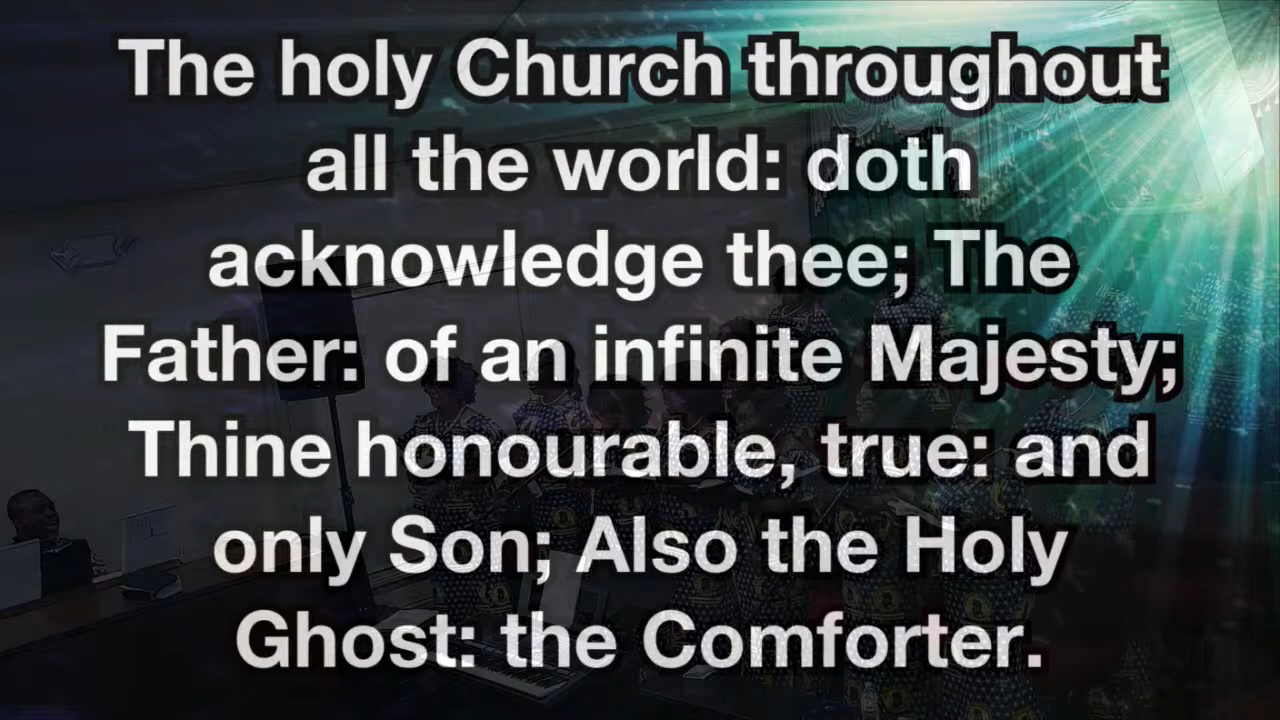 The holy Church throughout
all the world: doth
acknowledge thee; The
Father: of an infinite Majesty;
Thine honourable, true: and
only Son; Also the Holy
Ghost: the Comforter.